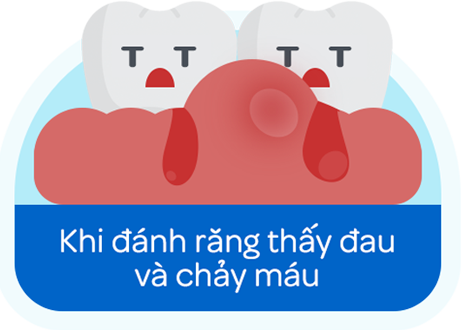 Khi đánh răng thấy đau
và chảy máu